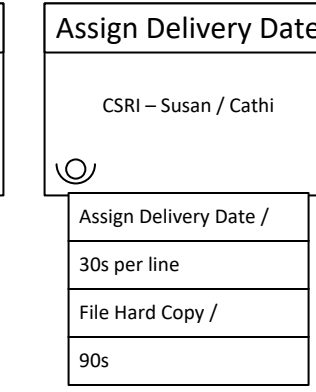 Assign Delivery Date
CSRI – Susan / Cathi
Assign Delivery Date /
30s per line
File Hard Copy /
90s